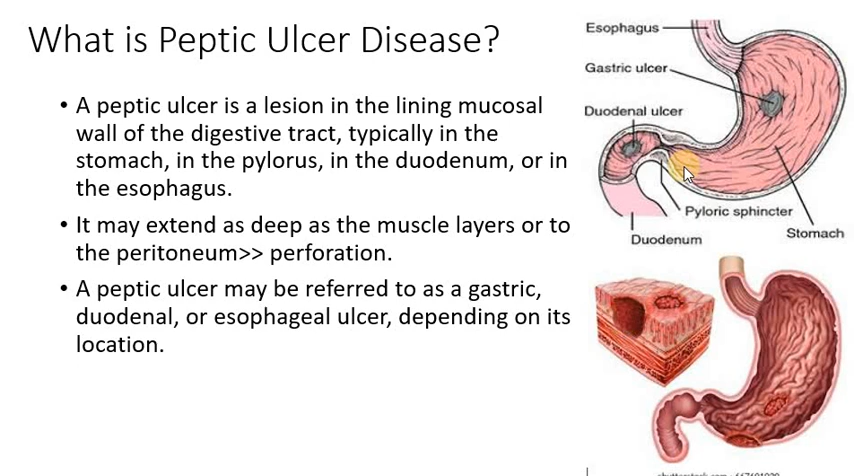 What is Peptic Ulcer Disease?
• A peptic ulcer is a lesion in the lining mucosal
wall of the digestive tract, typically in the
stomach, in the pylorus, in the duodenum, or in
the esophagus.
• It may extend as deep as the muscle layers or to
the peritoneum>> perforation.
• A peptic ulcer may be referred to as a gastric,
duodenal, or esophageal ulcer, depending on its
location.
Esophagus
Gastric ulcer
Duodenal ulcer
Pyloric sphincter
Stomach
Duodenum